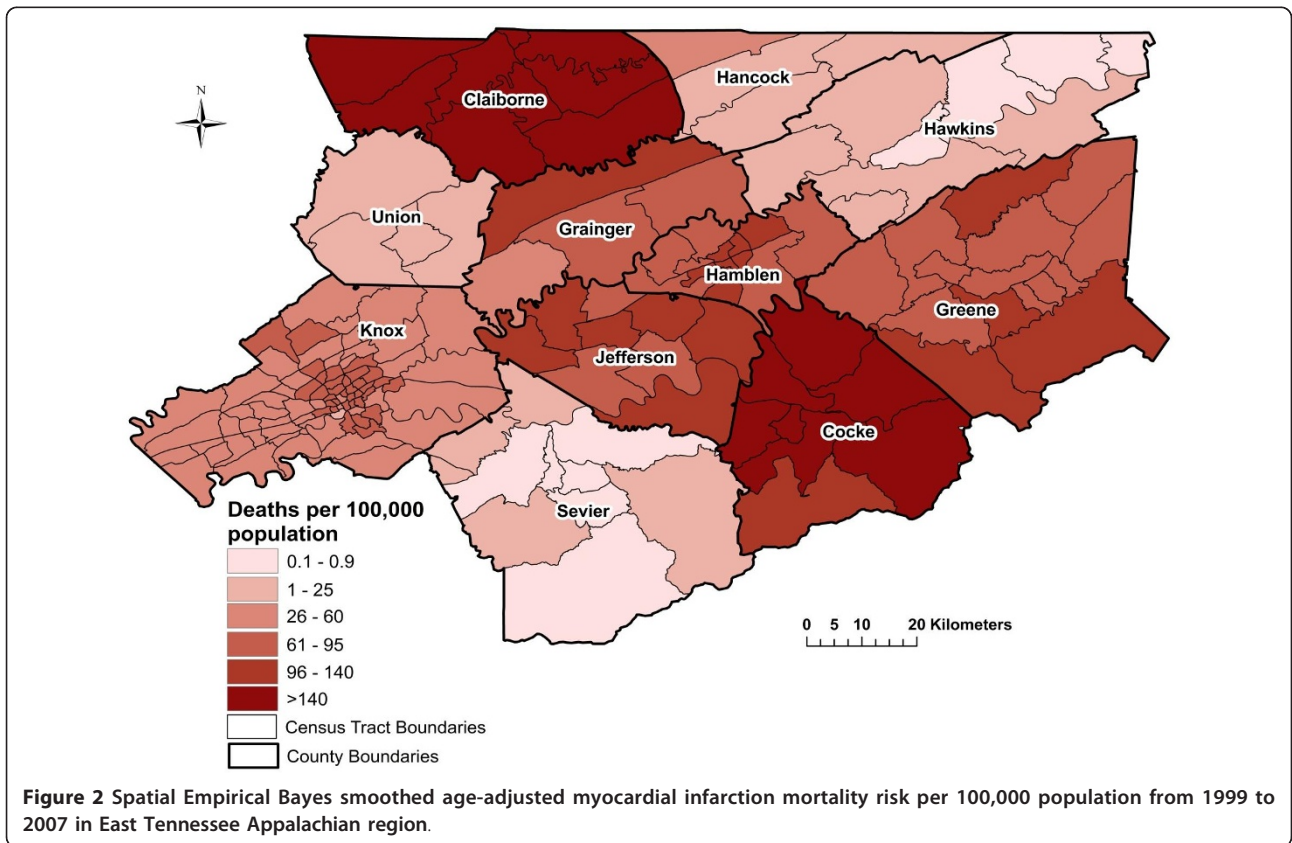 N
Claiborne
Hancock
Hawkins
Union
Grainger
Hamblen
Greene
Knox
Jefferson
Cocke
Sevier
Deaths per 100,000
population
0.1 - 0.9
1 - 25
26 - 60
61 - 95
96 - 140
>140
Census Tract Boundaries
County Boundaries
0 5 10 20 Kilometers
Figure 2 Spatial Empirical Bayes smoothed age-adjusted myocardial infarction mortality risk per 100,000 population from 1999 to
2007 in East Tennessee Appalachian region.